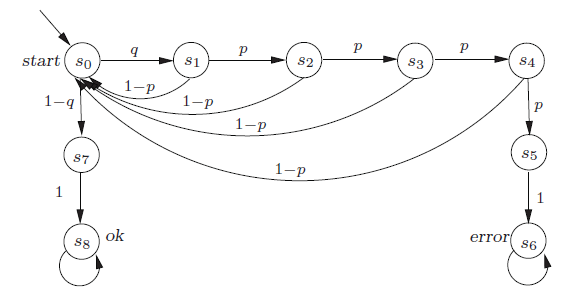 q p p p
start s0 s1 s2 s3 s4
1−p
1−q 1−p p
1−p
s7 1−p s5
1 1
s8 ok error s6